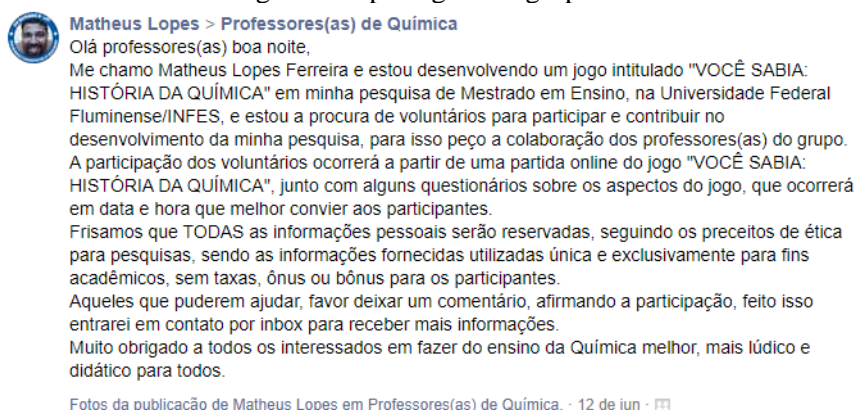 Matheus Lopes > Professores(as) de Química
Olá professores(as) boa noite,
Me chamo Matheus Lopes Ferreira e estou desenvolvendo um jogo intitulado "VOCÊ SABIA:
HISTÓRIA DA QUÍMICA" em minha pesquisa de Mestrado em Ensino, na Universidade Federal
Fluminense/INFES, e estou a procura de voluntários para participar e contribuir no
desenvolvimento da minha pesquisa, para isso peço a colaboração dos professores(as) do grupo.
A participação dos voluntários ocorrerá a partir de uma partida online do jogo "VOCÊ SABIA:
HISTÓRIA DA QUÍMICA", junto com alguns questionários sobre os aspectos do jogo, que ocorrerá
em data e hora que melhor convier aos participantes.
Frisamos que TODAS as informações pessoais serão reservadas, seguindo os preceitos de ética
para pesquisas, sendo as informações fornecidas utilizadas única e exclusivamente para fins
acadêmicos, sem taxas, ônus ou bônus para os participantes.
Aqueles que puderem ajudar, favor deixar um comentário, afirmando a participação, feito isso
entrarei em contato por inbox para receber mais informações.
Muito obrigado a todos os interessados em fazer do ensino da Química melhor, mais lúdico e
didático para todos.
Fotos da publicação de Matheus Lopes em Professores(as) de Química. · 12 de jun ·